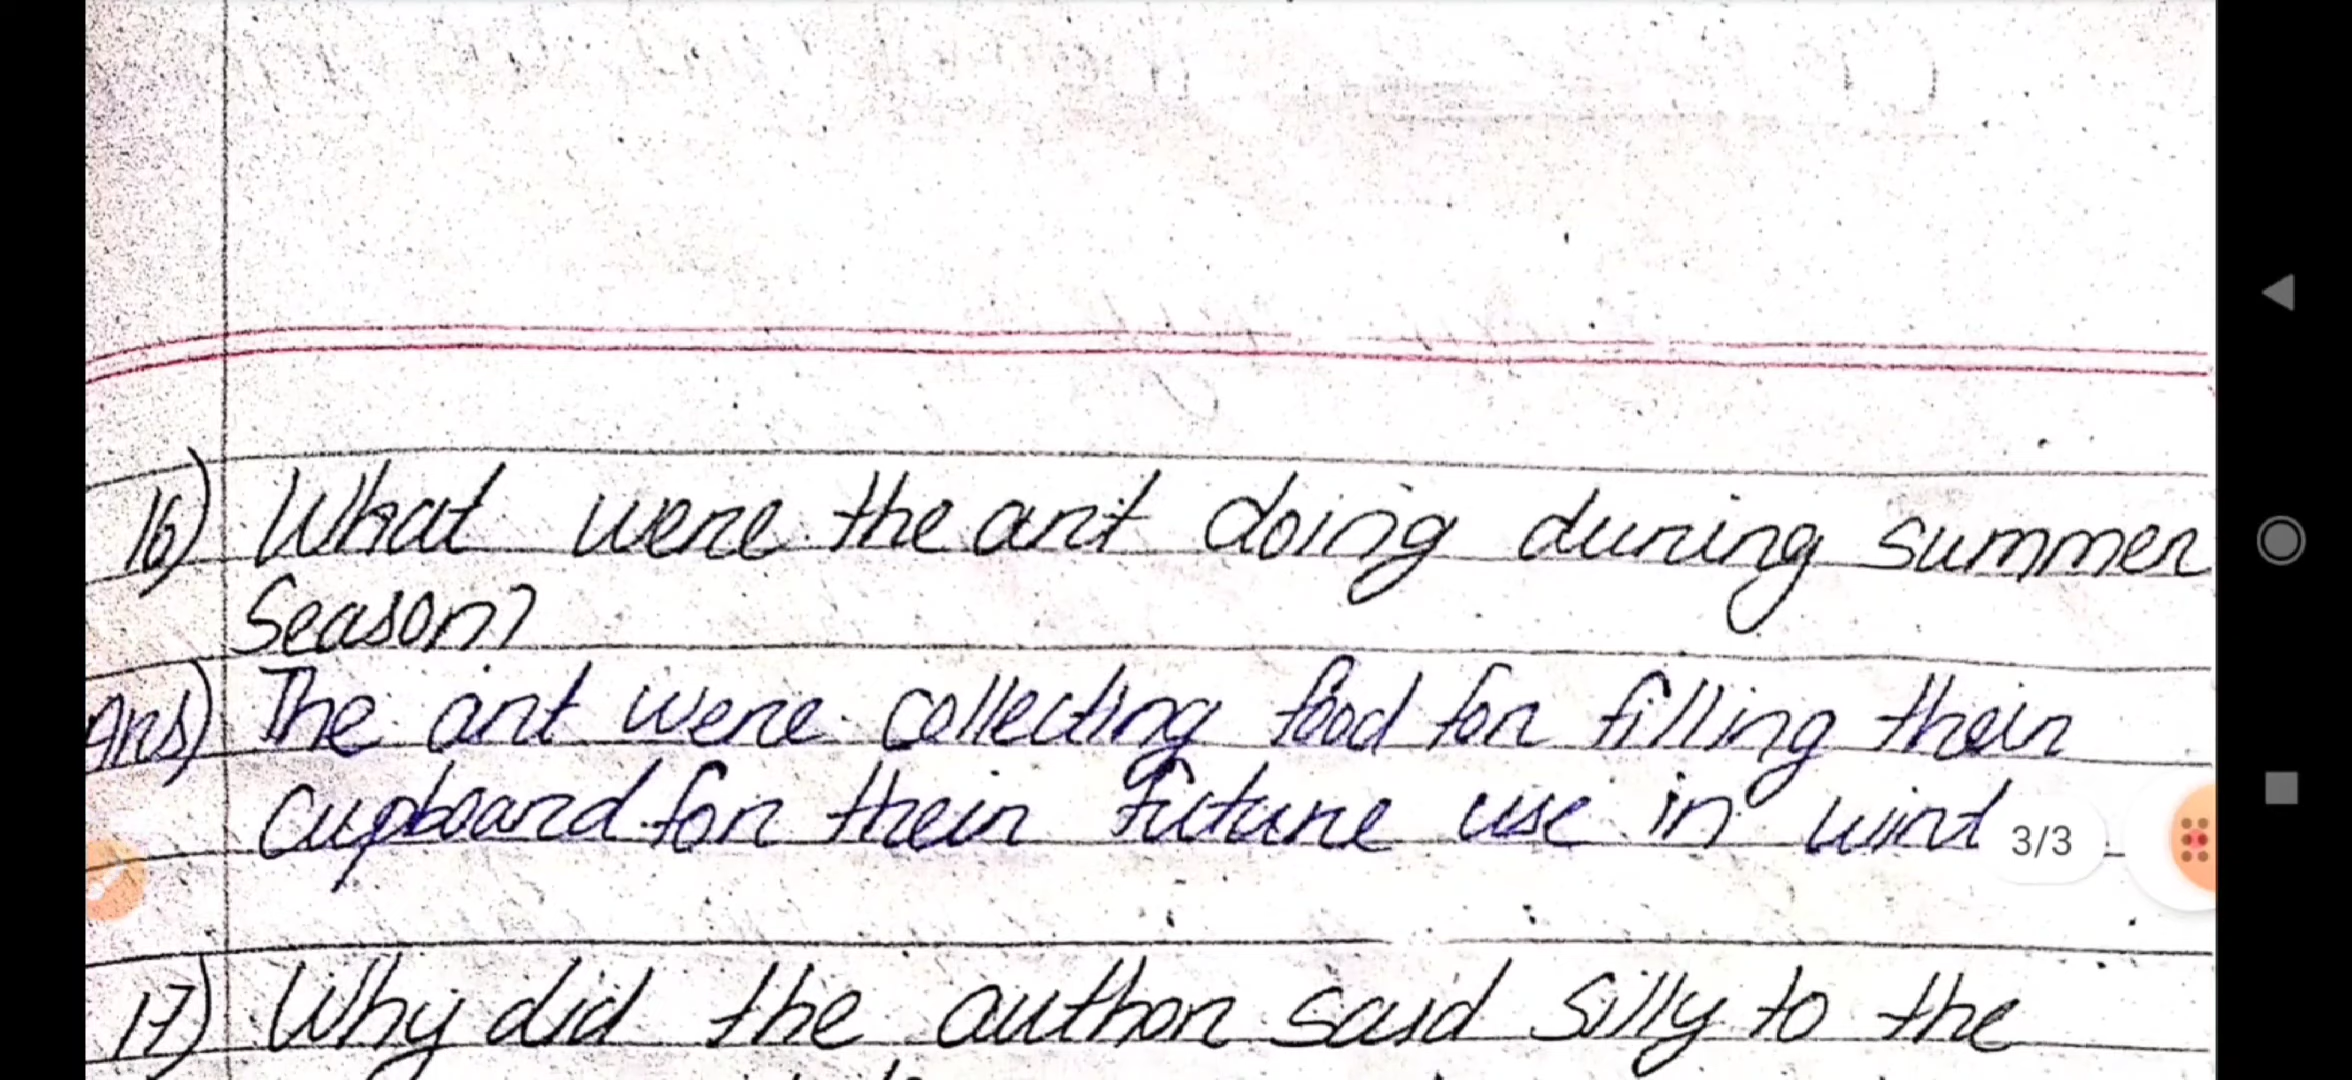 16) What were the ant doing during summer
Season?
Ans) The ant were collecting food for filling their
cupboard for their future use in wint
3/3
17) Why did the author said silly to the